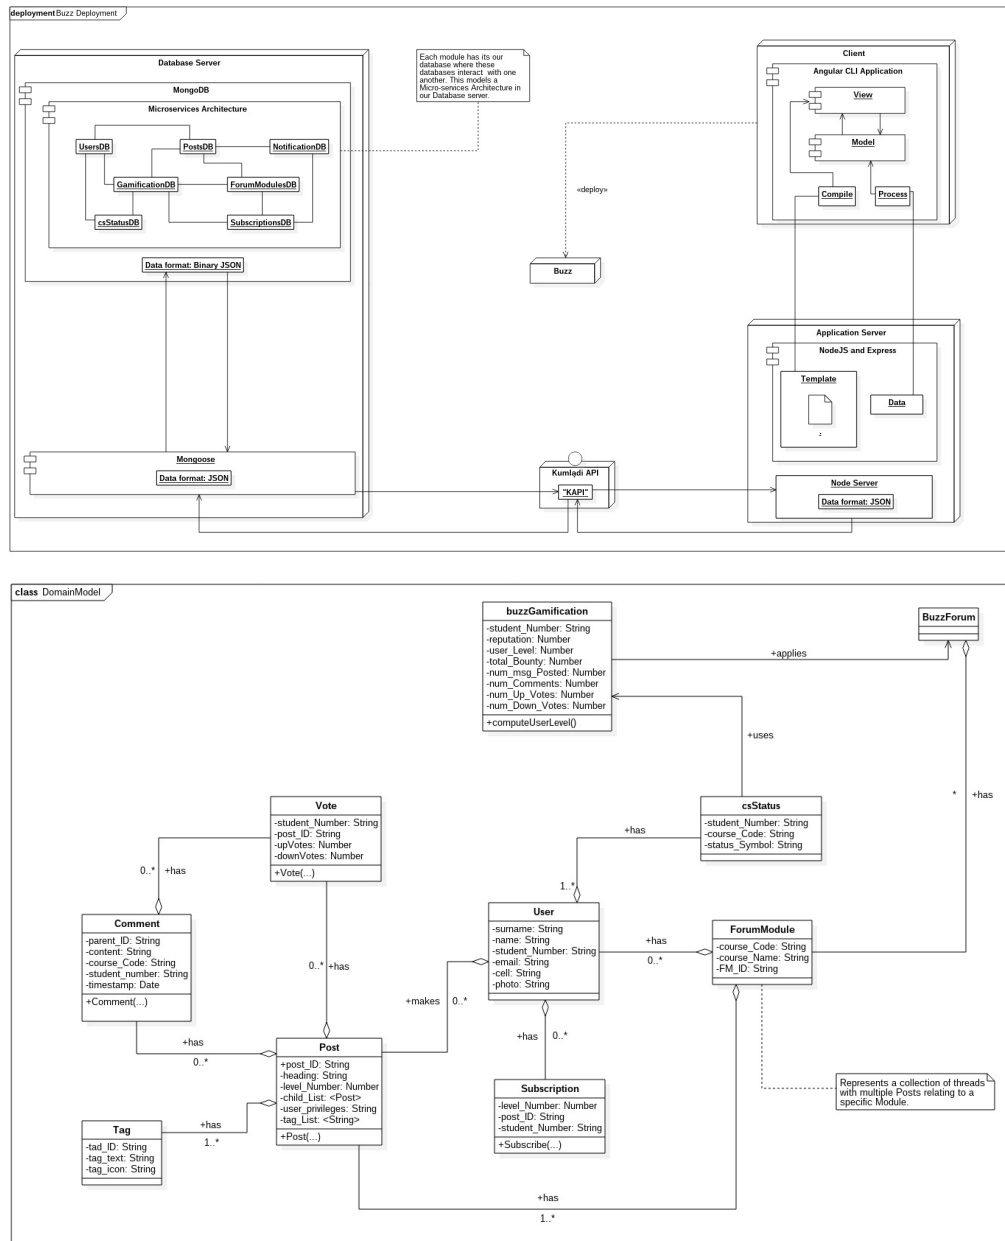 deployment Buzz Deployment
Database Server
MongoDB
Microservices Architecture
UsersDB
PostsDB
NotificationDB
GamificationDB
ForumModulesDB
csStatusDB
SubscriptionsDB
Data format: Binary JSON
Mongoose
Data format: JSON
Each module has its our
database where these
databases interact with one
another. This models a
Micro-services Architecture in
our Database server.
«deploy»
Buzz
Client
Angular CLI Application
View
Model
Compile
Process
Application Server
NodeJS and Express
Template
Data
Node Server
Data format: JSON
Kumladi API
"KAPI"
class DomainModel
buzzGamification
-student_Number: String
-reputation: Number
-user_Level: Number
-total_Bounty: Number
-num_msg_Posted: Number
-num_Comments: Number
-num_Up_Votes: Number
-num_Down_Votes: Number
+computeUserLevel()
+applies
BuzzForum
+uses
*
+has
Vote
-student_Number: String
-post_ID: String
-upVotes: Number
-downVotes: Number
+Vote(...)
csStatus
-student_Number: String
-course_Code: String
-status_Symbol: String
+has
1..*
0..*
+has
Comment
-parent_ID: String
-content: String
-course_Code: String
-student_number: String
-timestamp: Date
+Comment(...)
0..*
+has
User
-surname: String
-name: String
-student_Number: String
-email: String
-cell: String
-photo: String
+has
0..*
ForumModule
-course_Code: String
-course_Name: String
-FM_ID: String
+makes
0..*
+has
0..*
+has
0..*
Post
+post_ID: String
-heading: String
-level_Number: Number
-child_List: <Post>
-user_privileges: String
-tag_List: <String>
+Post(...)
Subscription
-level_Number: Number
-post_ID: String
-student_Number: String
+Subscribe(...)
Represents a collection of threads
with multiple Posts relating to a
specific Module.
Tag
-tad_ID: String
-tag_text: String
-tag_icon: String
+has
1..*
+has
1..*